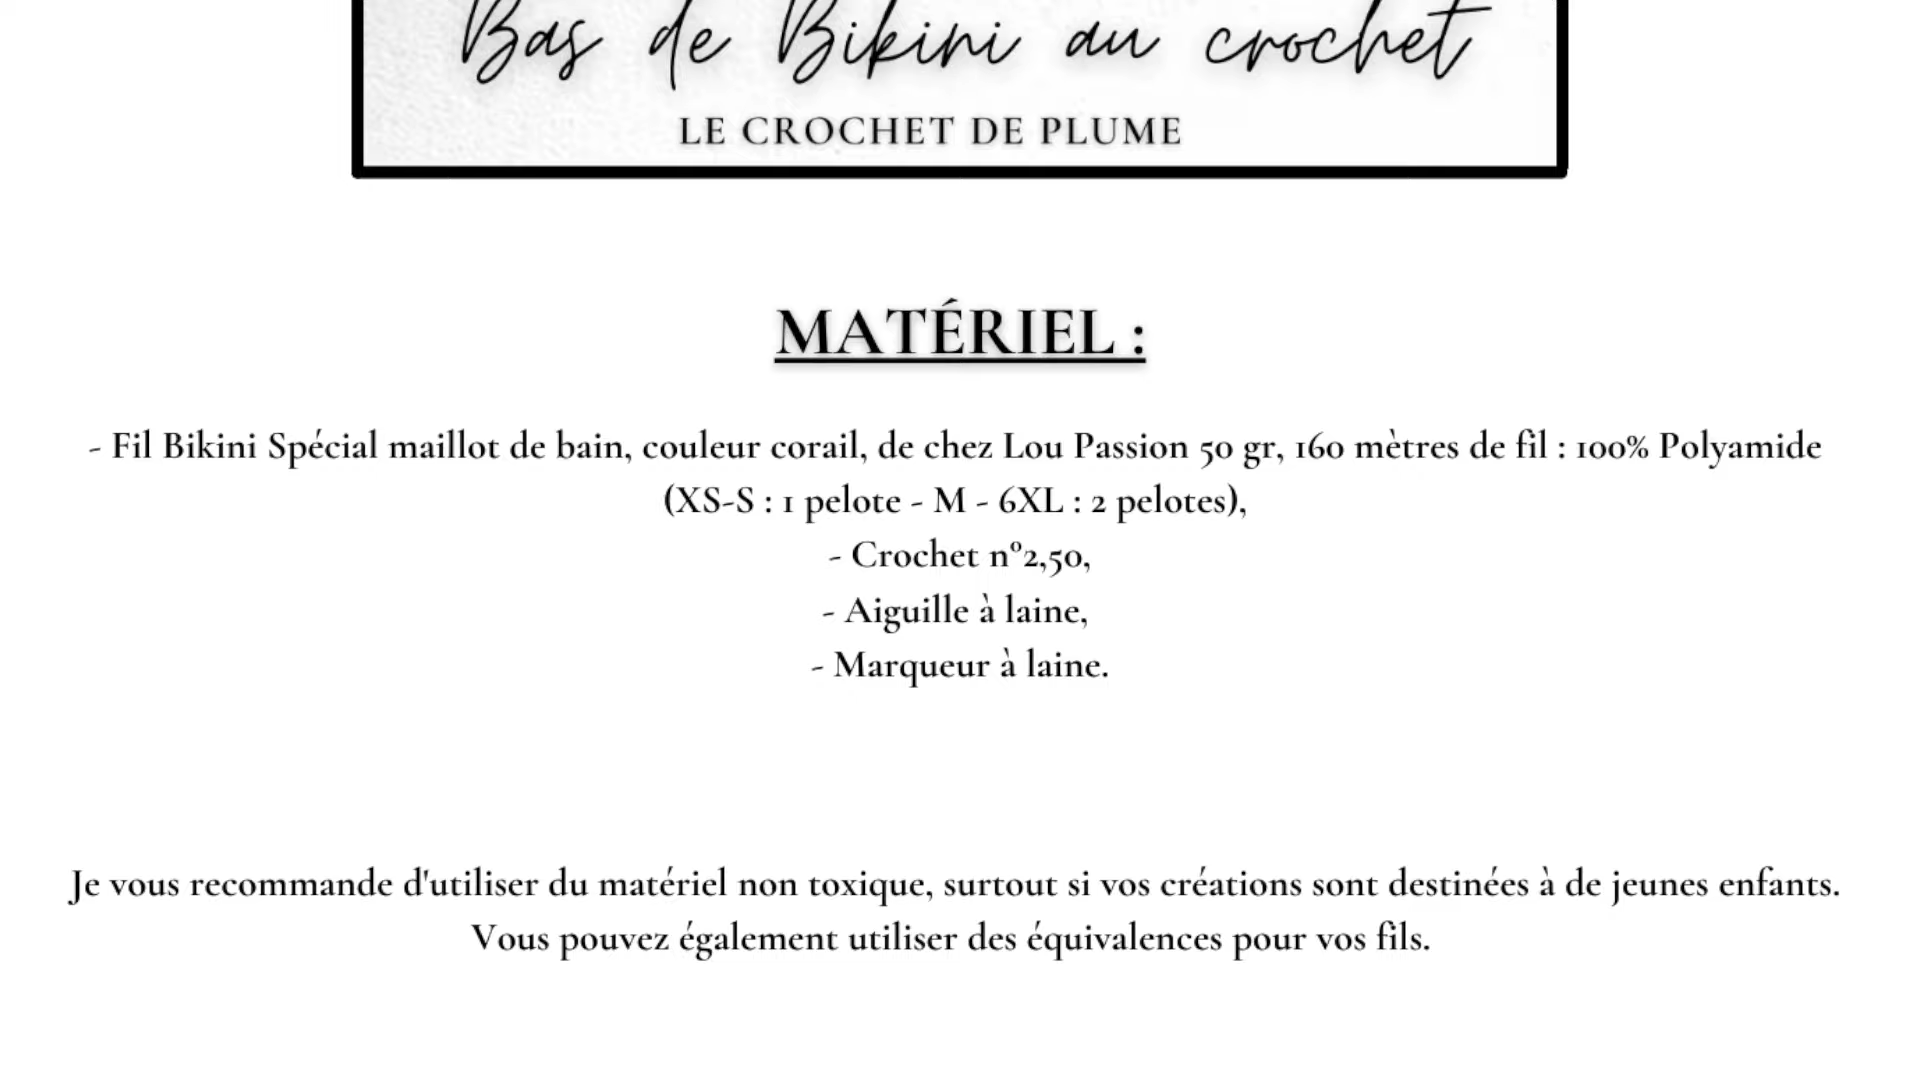 Bas de Bikini au crochet
LE CROCHET DE PLUME
MATÉRIEL :
- Fil Bikini Spécial maillot de bain, couleur corail, de chez Lou Passion 50 gr, 160 mètres de fil : 100% Polyamide
(XS-S : 1 pelote - M - 6XL : 2 pelotes),
- Crochet n°2,50,
- Aiguille à laine,
- Marqueur à laine.
Je vous recommande d'utiliser du matériel non toxique, surtout si vos créations sont destinées à de jeunes enfants.
Vous pouvez également utiliser des équivalences pour vos fils.